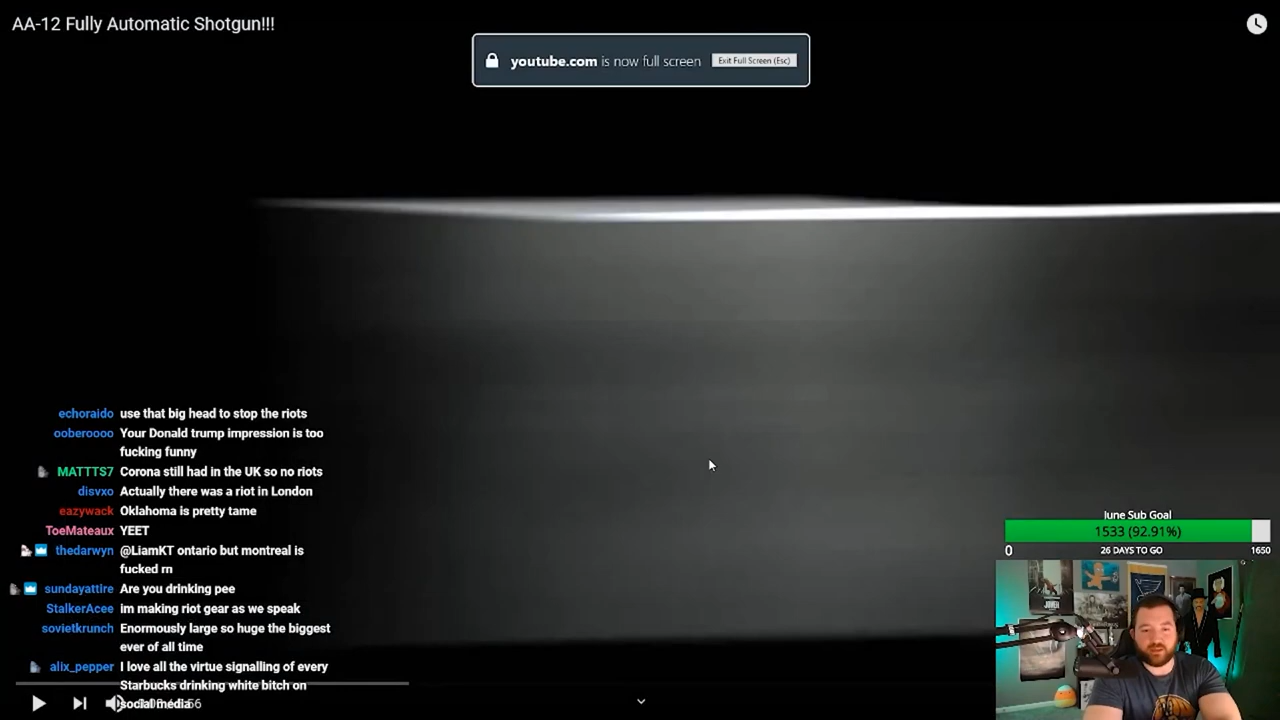 AA-12 Fully Automatic Shotgun!!!
youtube.com is now full screen Exit Full Screen (Esc)
echoraido use that big head to stop the riots
ooberoooo Your Donald trump impression is too
fucking funny
MATTTS7 Corona still had in the UK so no riots
disvxo Actually there was a riot in London
eazywack Oklahoma is pretty tame
ToeMateaux YEET
thedarwyn @LiamKT ontario but montreal is
fucked rn
sundayattire Are you drinking pee
StalkerAcee im making riot gear as we speak
sovietkrunch Enormously large so huge the biggest
ever of all time
alix_pepper I love all the virtue signalling of every
Starbucks drinking white bitch on
social media
June Sub Goal
1533 (92.91%)
0 26 DAYS TO GO 1650